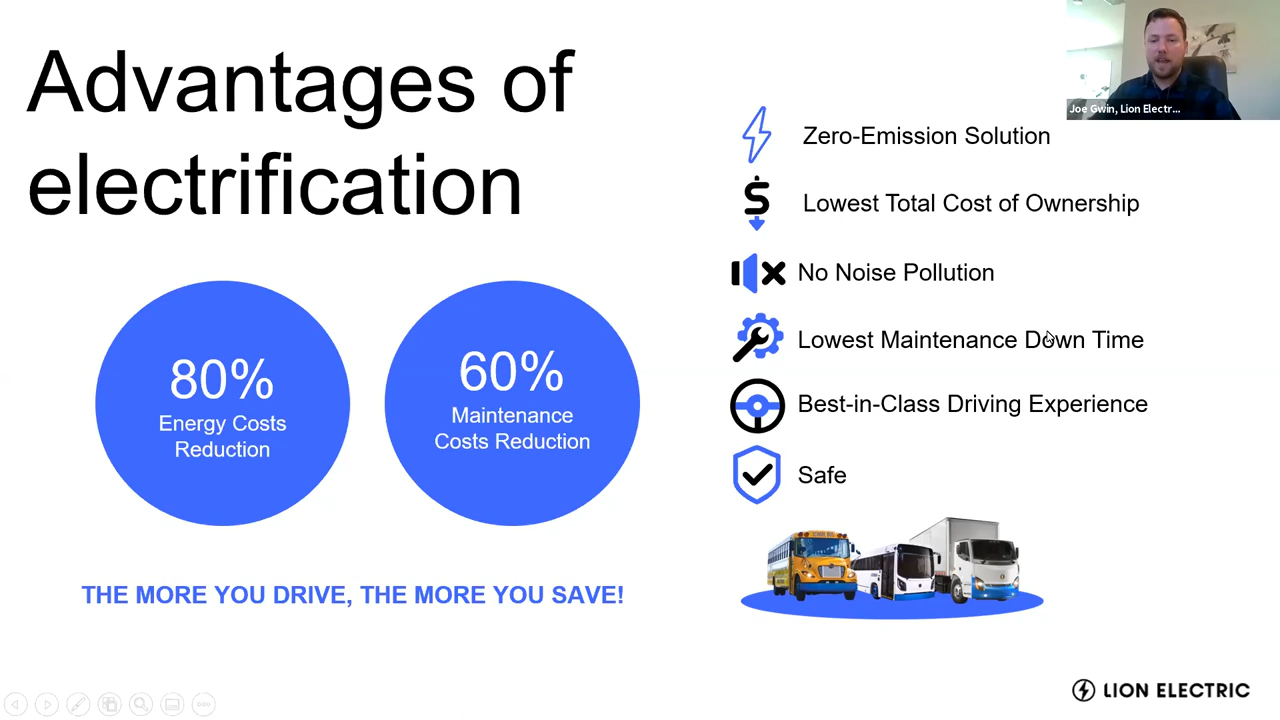 Advantages of
electrification
80%
Energy Costs
Reduction
60%
Maintenance
Costs Reduction
THE MORE YOU DRIVE, THE MORE YOU SAVE!
Joe Gwin, Lion Electr...
Zero-Emission Solution
Lowest Total Cost of Ownership
No Noise Pollution
Lowest Maintenance Down Time
Best-in-Class Driving Experience
Safe
SCHOOL BUS
LION ELECTRIC